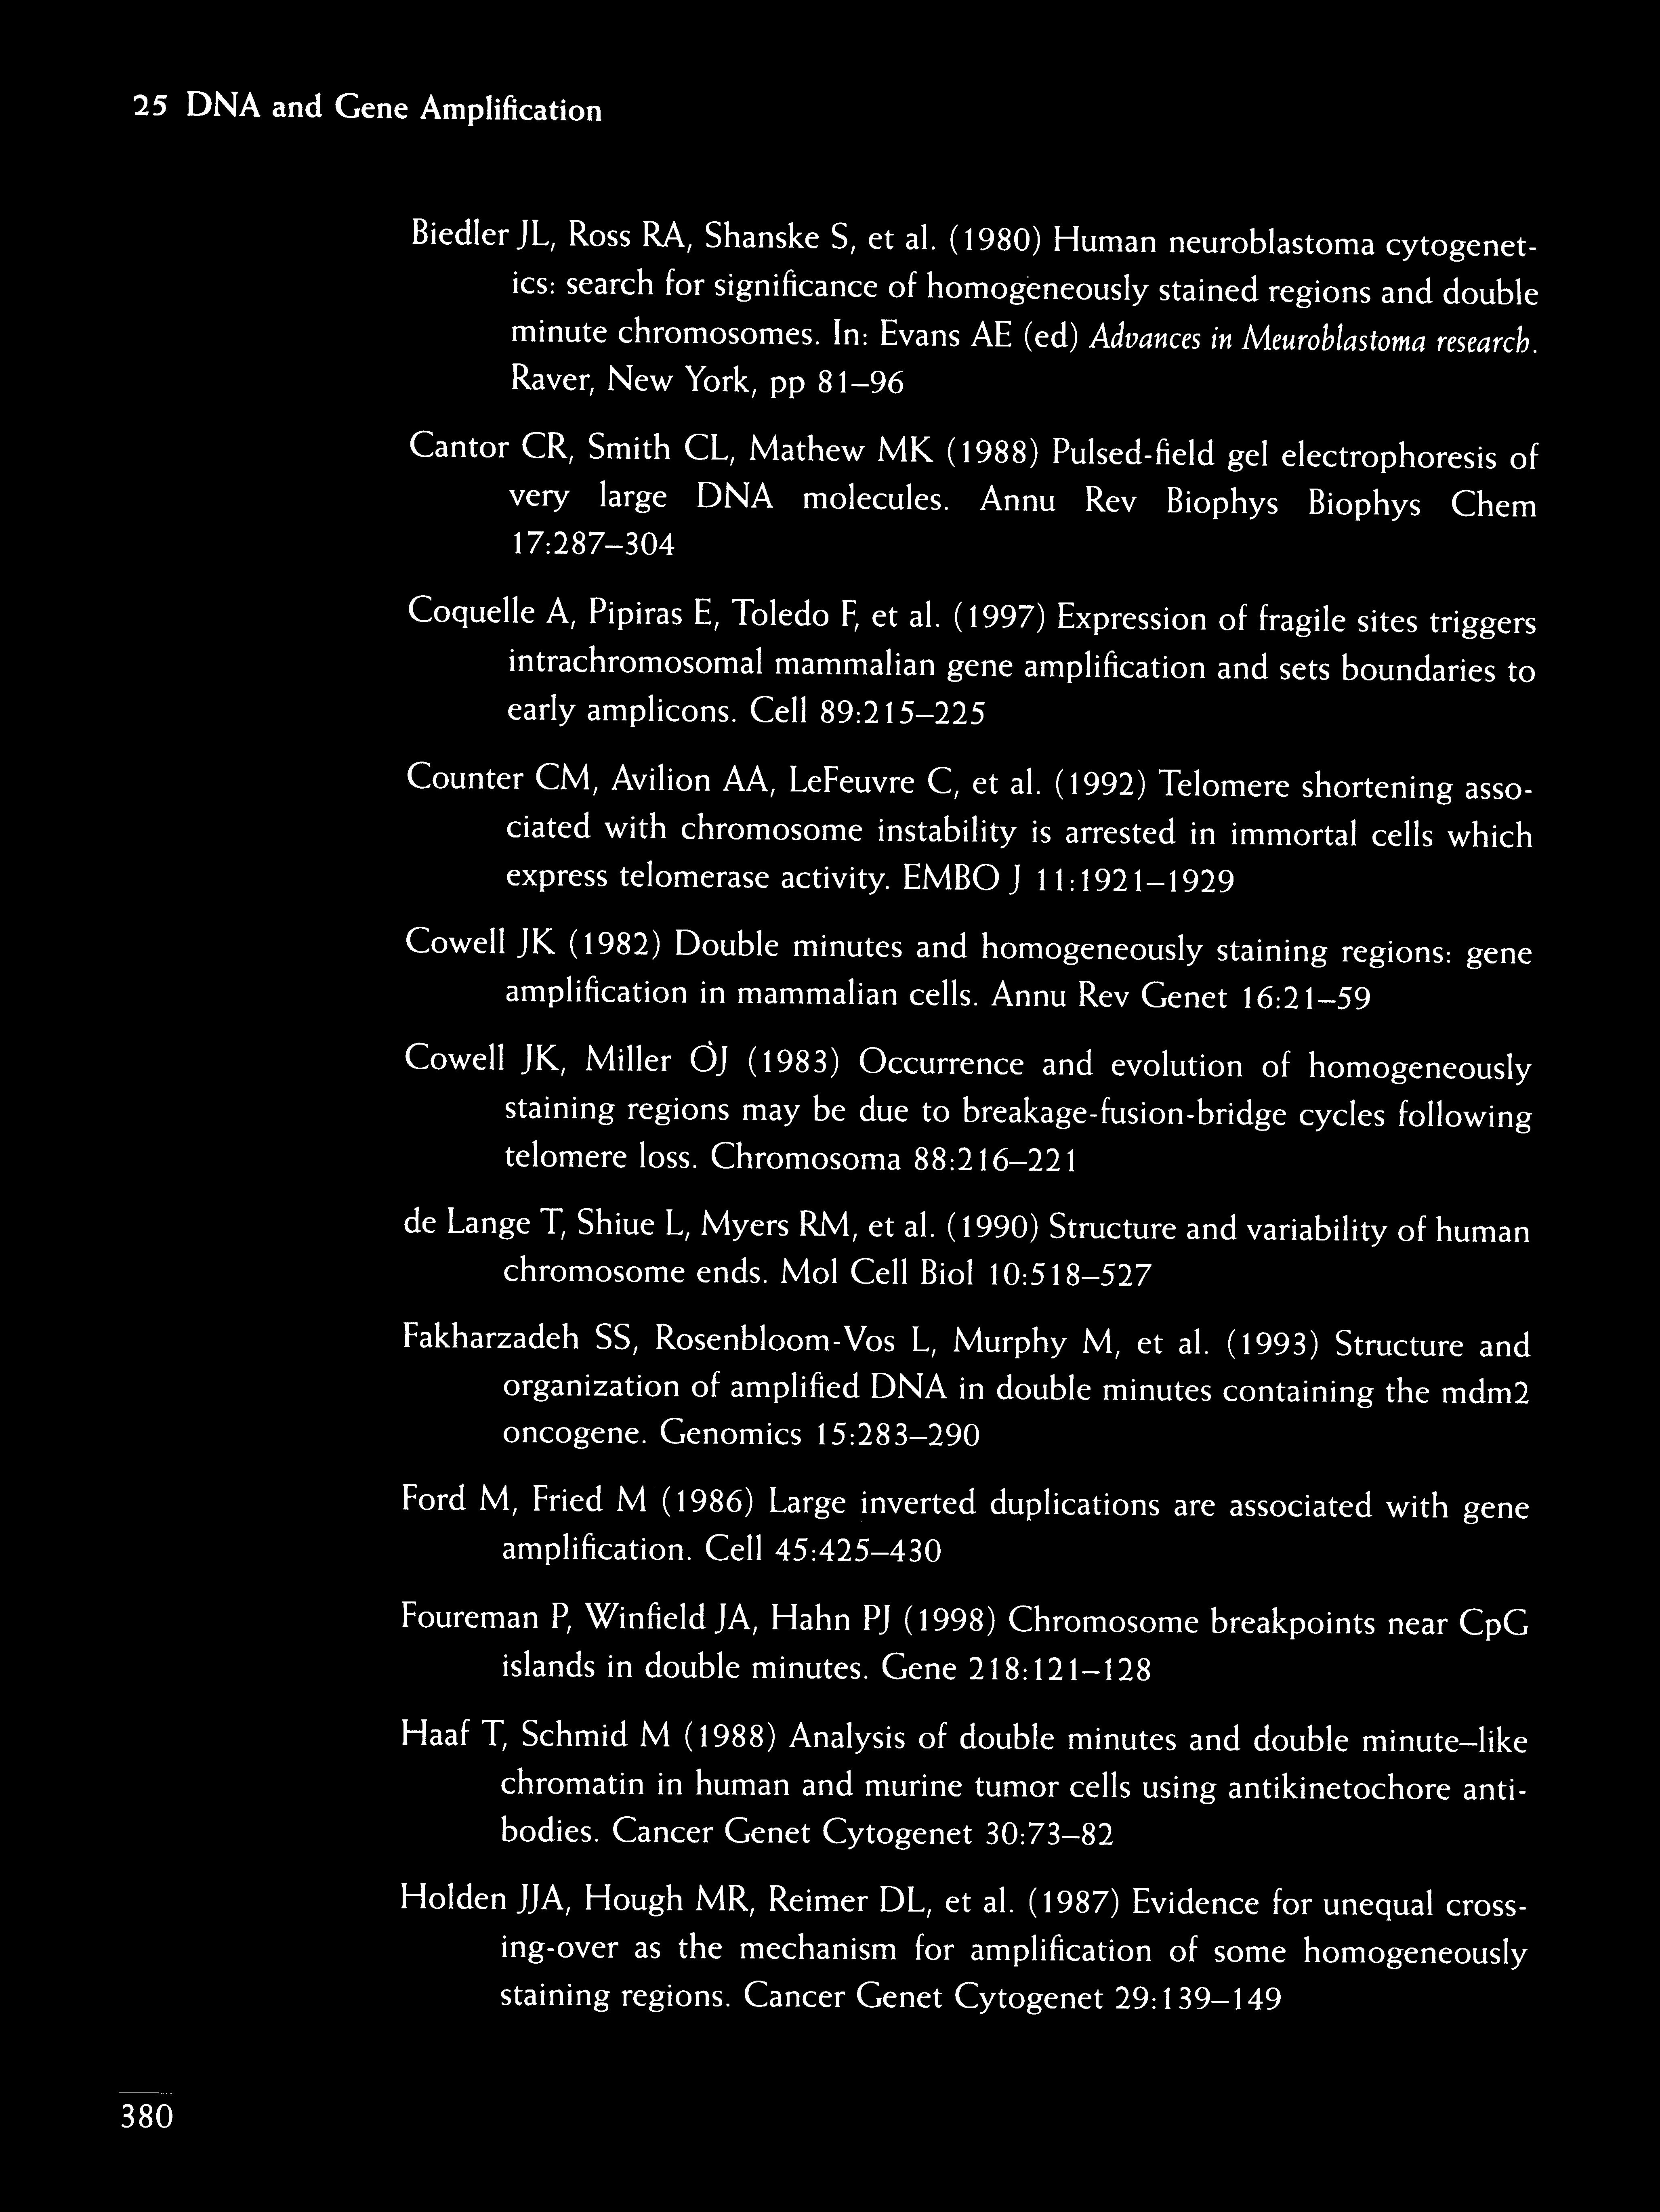 25 DNA and Gene Amplification
Biedler JL, Ross RA, Shanske S, et al. (1980) Human neuroblastoma cytogenet-
ics: search for significance of homogeneously stained regions and double
minute chromosomes. In: Evans AE (ed) Advances in Meuroblastoma research.
Raver, New York, pp 81–96
Cantor CR, Smith CL, Mathew MK (1988) Pulsed-field gel electrophoresis of
very large DNA molecules. Annu Rev Biophys Biophys Chem
17:287–304
Coquelle A, Pipiras E, Toledo F, et al. (1997) Expression of fragile sites triggers
intrachromosomal mammalian gene amplification and sets boundaries to
early amplicons. Cell 89:215–225
Counter CM, Avilion AA, LeFeuvre C, et al. (1992) Telomere shortening asso-
ciated with chromosome instability is arrested in immortal cells which
express telomerase activity. EMBO J 11:1921–1929
Cowell JK (1982) Double minutes and homogeneously staining regions: gene
amplification in mammalian cells. Annu Rev Genet 16:21–59
Cowell JK, Miller OJ (1983) Occurrence and evolution of homogeneously
staining regions may be due to breakage-fusion-bridge cycles following
telomere loss. Chromosoma 88:216–221
de Lange T, Shiue L, Myers RM, et al. (1990) Structure and variability of human
chromosome ends. Mol Cell Biol 10:518–527
Fakharzadeh SS, Rosenbloom-Vos L, Murphy M, et al. (1993) Structure and
organization of amplified DNA in double minutes containing the mdm2
oncogene. Genomics 15:283–290
Ford M, Fried M (1986) Large inverted duplications are associated with gene
amplification. Cell 45:425–430
Foureman P, Winfield JA, Hahn PJ (1998) Chromosome breakpoints near CpG
islands in double minutes. Gene 218:121–128
Haaf T, Schmid M (1988) Analysis of double minutes and double minute–like
chromatin in human and murine tumor cells using antikinetochore anti-
bodies. Cancer Genet Cytogenet 30:73–82
Holden JJA, Hough MR, Reimer DL, et al. (1987) Evidence for unequal cross-
ing-over as the mechanism for amplification of some homogeneously
staining regions. Cancer Genet Cytogenet 29:139–149
380